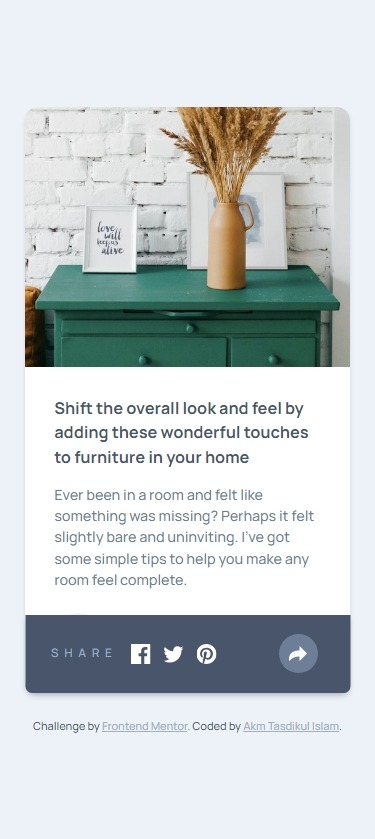 love
will
keep us
alive
Shift the overall look and feel by
adding these wonderful touches
to furniture in your home
Ever been in a room and felt like
something was missing? Perhaps it felt
slightly bare and uninviting. I’ve got
some simple tips to help you make any
room feel complete.
SHARE
Challenge by Frontend Mentor. Coded by Akm Tasdikul Islam.